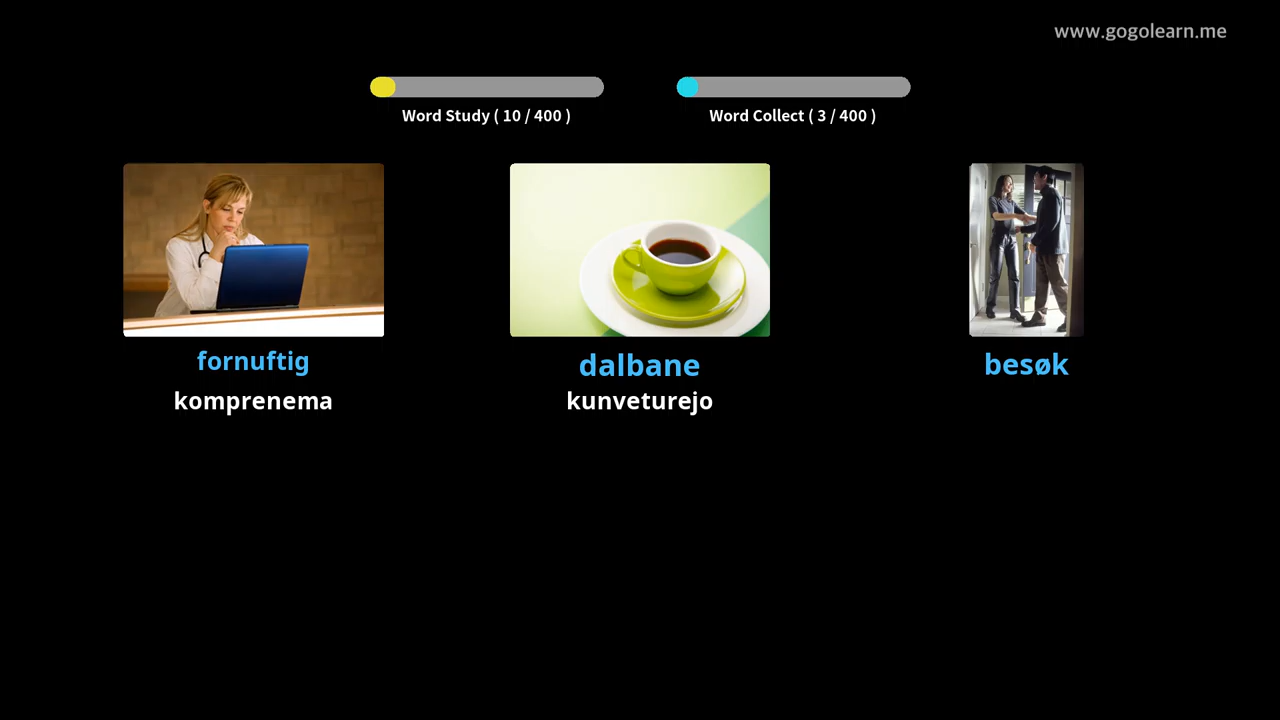 www.gogolearn.me
Word Study ( 10 / 400 )
Word Collect ( 3 / 400 )
fornuftig
dalbane
besøk
komprenema
kunveturejo